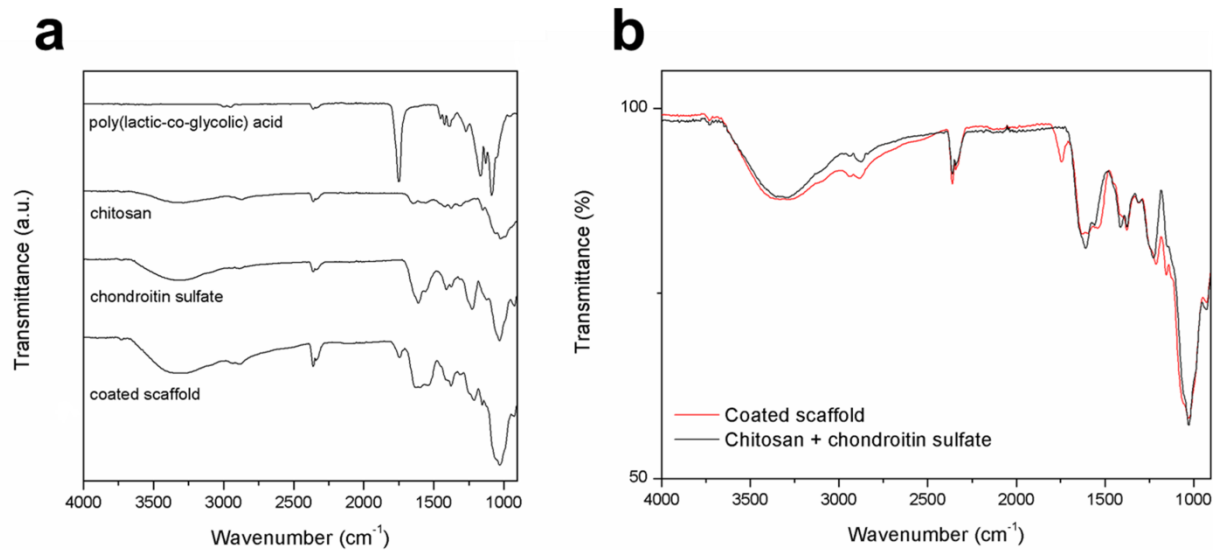 a
poly(lactic-co-glycolic) acid
chitosan
chondroitin sulfate
coated scaffold
Transmittance (a.u.)
4000 3500 3000 2500 2000 1500 1000
Wavenumber (cm⁻¹)
b
100
50
Transmittance (%)
Coated scaffold
Chitosan + chondroitin sulfate
4000 3500 3000 2500 2000 1500 1000
Wavenumber (cm⁻¹)